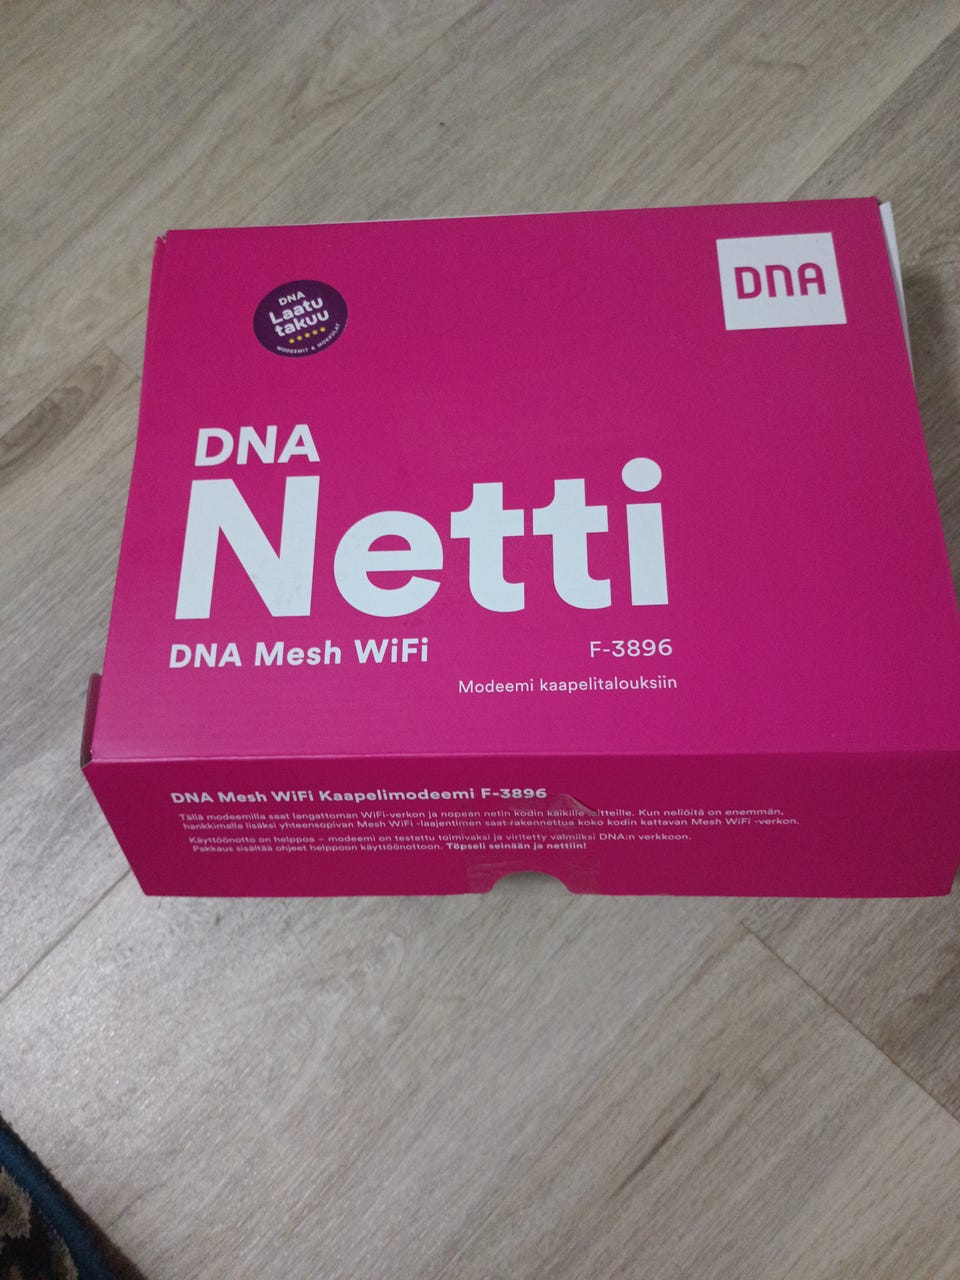 DNA
Laatu
takuu
MODEEMIT & MOKKULAT
DNA
DNA
Netti
DNA Mesh WiFi
F-3896
Modeemi kaapelitalouksiin
DNA Mesh WiFi Kaapelimodeemi F-3896
Tällä modeemilla saat langattoman WiFi-verkon ja nopean netin kodin kaikille laitteille. Kun neliöitä on enemmän,
hankkimalla lisäksi yhteensopivan Mesh WiFi -laajentimen saat rakennettua koko kodin kattavan Mesh WiFi -verkon.
Käyttöönotto on helppoa – modeemi on testattu toimivaksi ja viritetty valmiiksi DNA:n verkkoon.
Pakkaus sisältää ohjeet helppoon käyttöönottoon. Töpseli seinään ja nettiin!